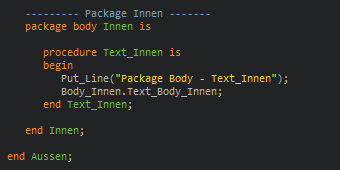 --------- Package Innen -------
package body Innen is
procedure Text_Innen is
begin
Put_Line("Package Body - Text_Innen");
Body_Innen.Text_Body_Innen;
end Text_Innen;
end Innen;
end Aussen;